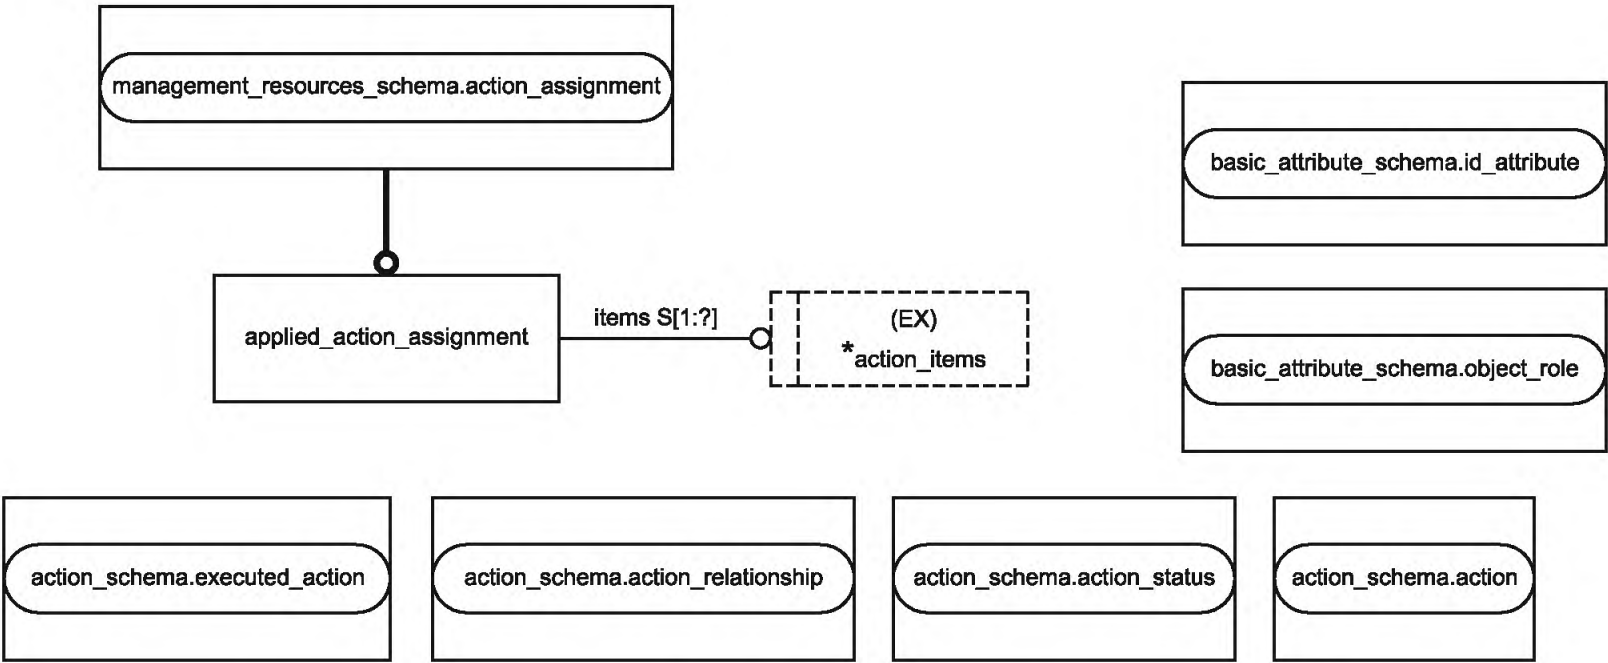 management_resources_schema.action_assignment
basic_attribute_schema.id_attribute
applied_action_assignment
items S[1:?]
(EX)
*action_items
basic_attribute_schema.object_role
action_schema.executed_action
action_schema.action_relationship
action_schema.action_status
action_schema.action